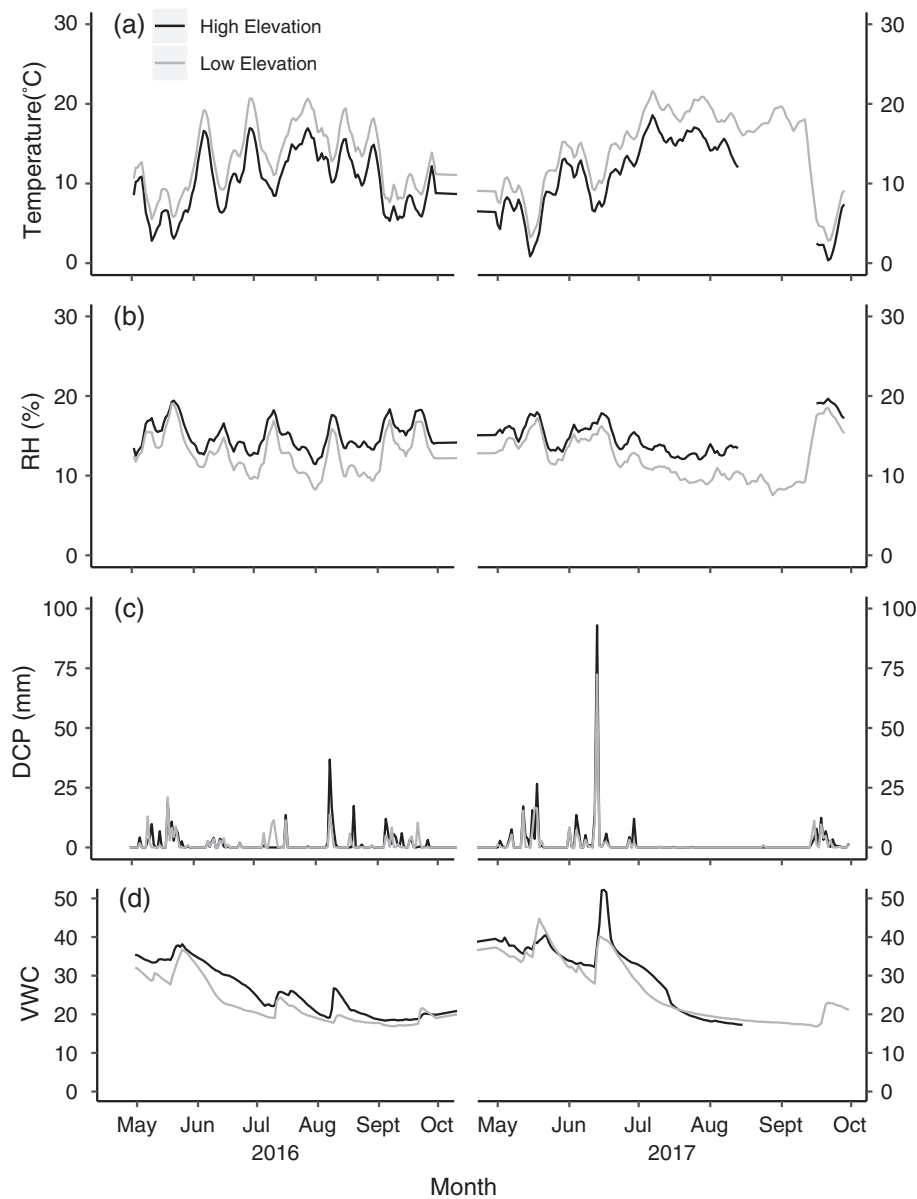 (a) High Elevation
Low Elevation
Temperature(°C)
30 30
20 20
10 10
0 0
(b)
RH (%)
30 30
20 20
10 10
0 0
(c)
DCP (mm)
100 100
75 75
50 50
25 25
0 0
(d)
VWC
50 50
40 40
30 30
20 20
10 10
0 0
May Jun Jul Aug Sept Oct May Jun Jul Aug Sept Oct
2016 2017
Month